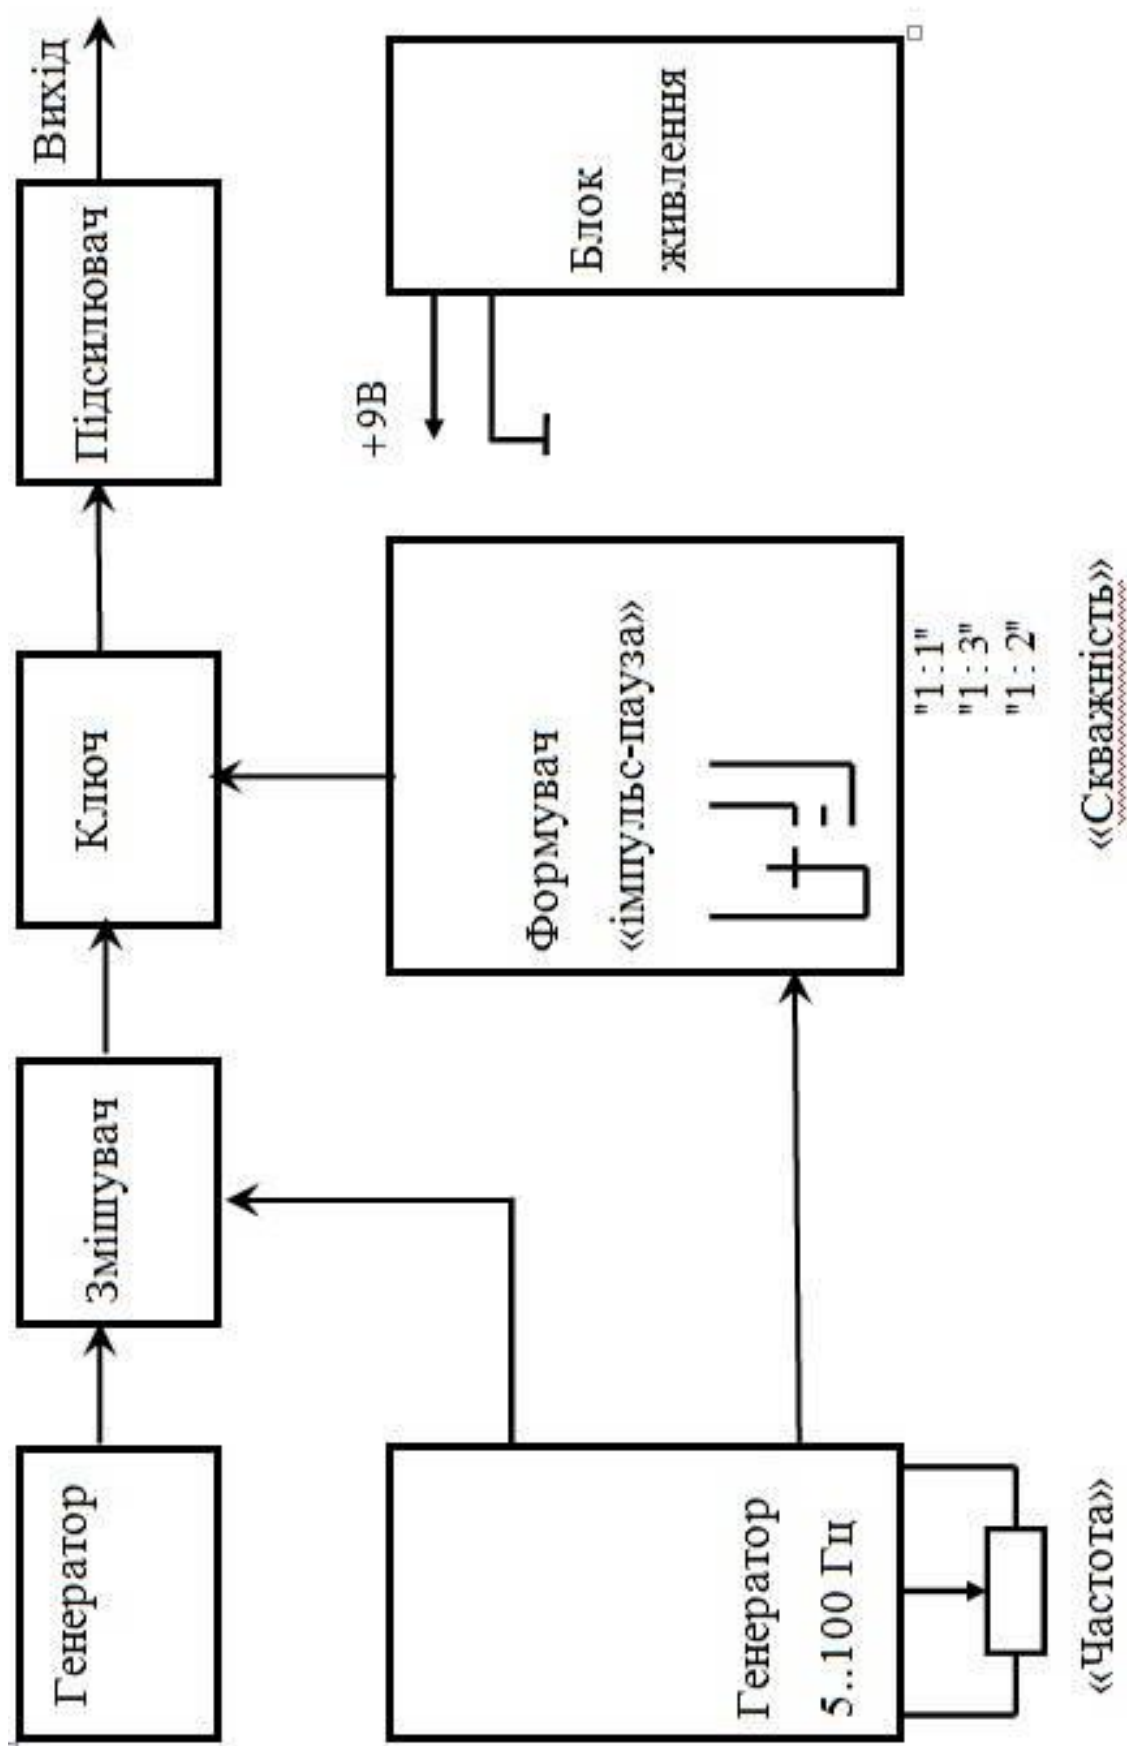 Генератор
Змішувач
Ключ
Підсилювач
Вихід
Генератор
5..100 Гц
«Частота»
Формувач
«імпульс-пауза»
"1:1"
"1:3"
"1:2"
«Скважність»
+9В
Блок
живлення